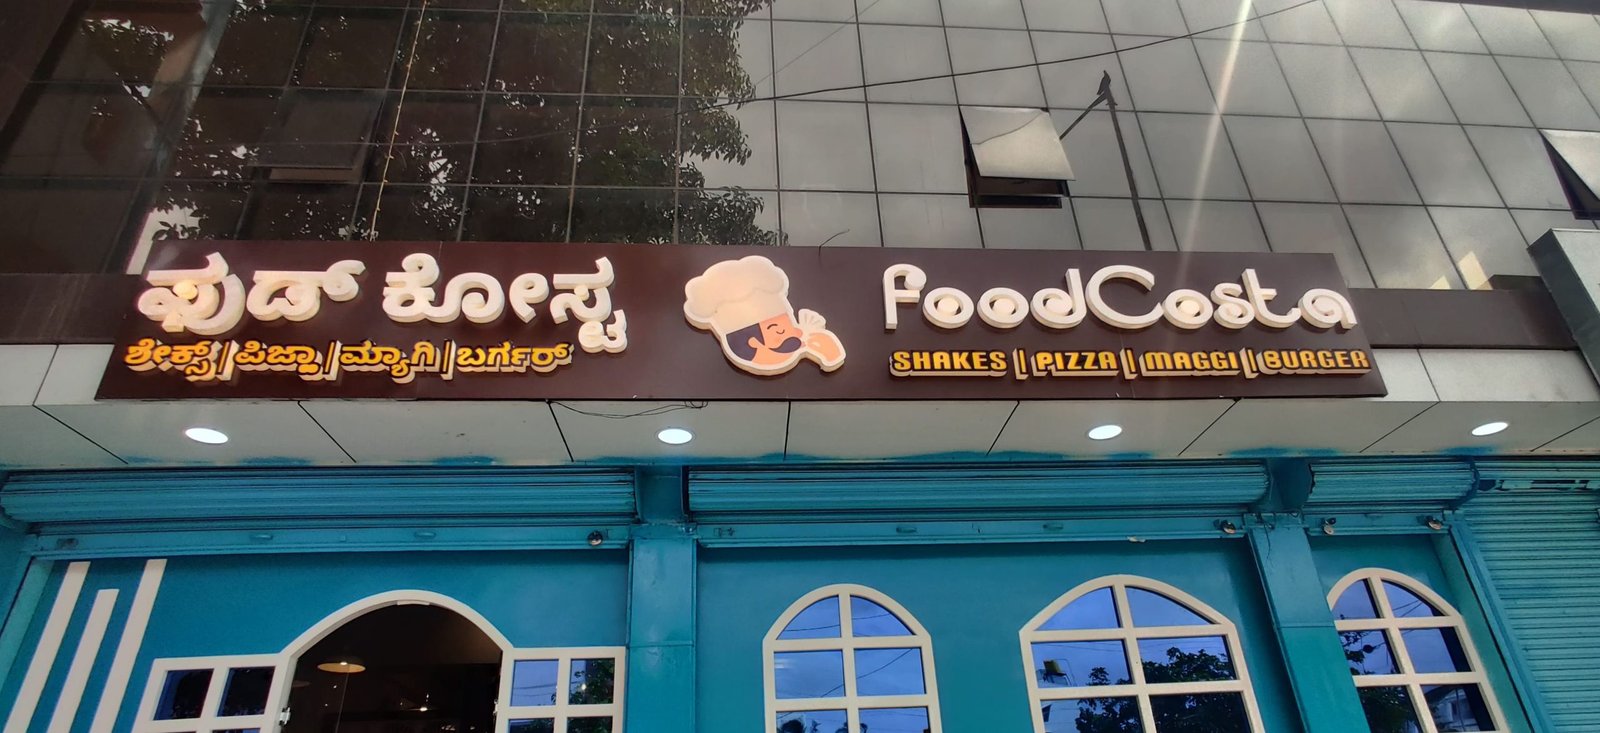 ಫುಡ್ ಕೋಸ್ಟ
ಶೇಕ್ಸ್ | ಪಿಜ್ಜಾ | ಮ್ಯಾಗಿ | ಬರ್ಗರ್
foodCosta
SHAKES | PIZZA | MAGGI | BURGER